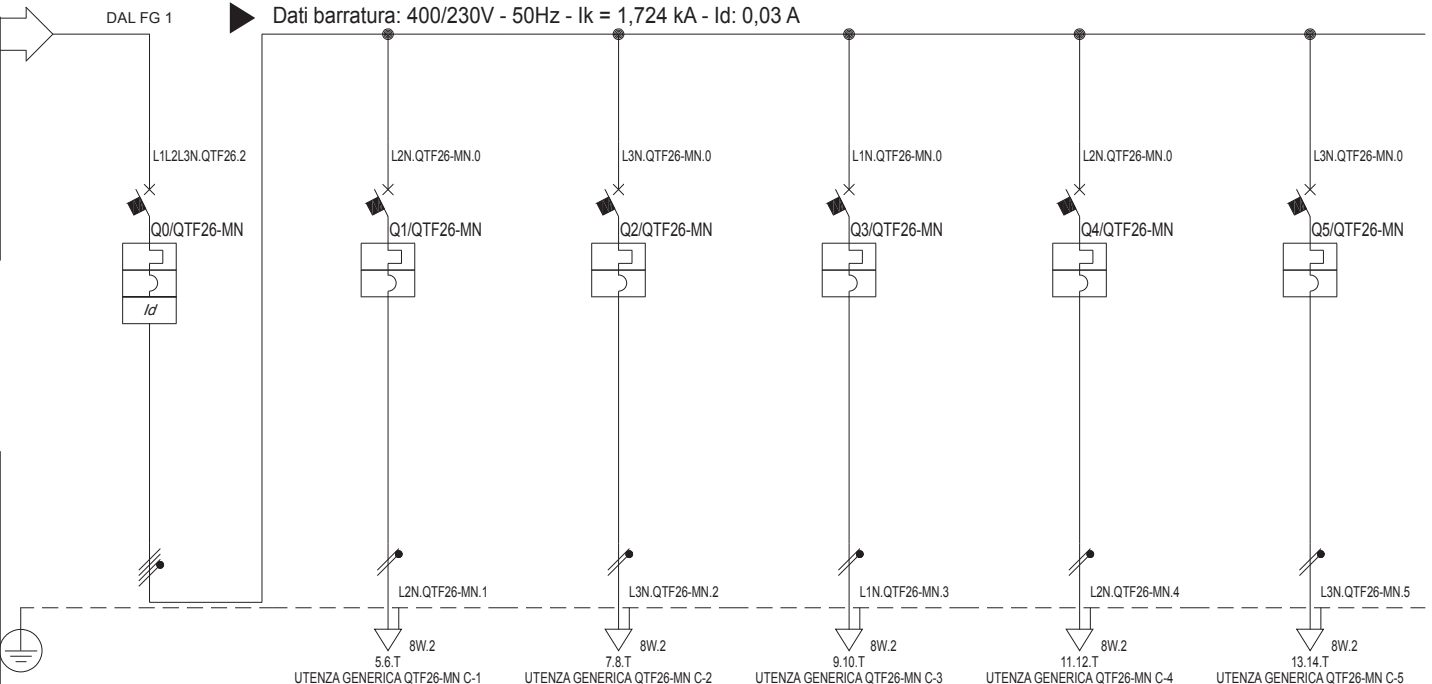 DAL FG 1
Dati barratura: 400/230V - 50Hz - Ik = 1,724 kA - Id: 0,03 A
L1L2L3N.QTF26.2
L2N.QTF26-MN.0
L3N.QTF26-MN.0
L1N.QTF26-MN.0
L2N.QTF26-MN.0
L3N.QTF26-MN.0
Q0/QTF26-MN
Q1/QTF26-MN
Q2/QTF26-MN
Q3/QTF26-MN
Q4/QTF26-MN
Q5/QTF26-MN
Id
L2N.QTF26-MN.1
L3N.QTF26-MN.2
L1N.QTF26-MN.3
L2N.QTF26-MN.4
L3N.QTF26-MN.5
8W.2
8W.2
8W.2
8W.2
8W.2
5.6.T
7.8.T
9.10.T
11.12.T
13.14.T
UTENZA GENERICA QTF26-MN C-1
UTENZA GENERICA QTF26-MN C-2
UTENZA GENERICA QTF26-MN C-3
UTENZA GENERICA QTF26-MN C-4
UTENZA GENERICA QTF26-MN C-5